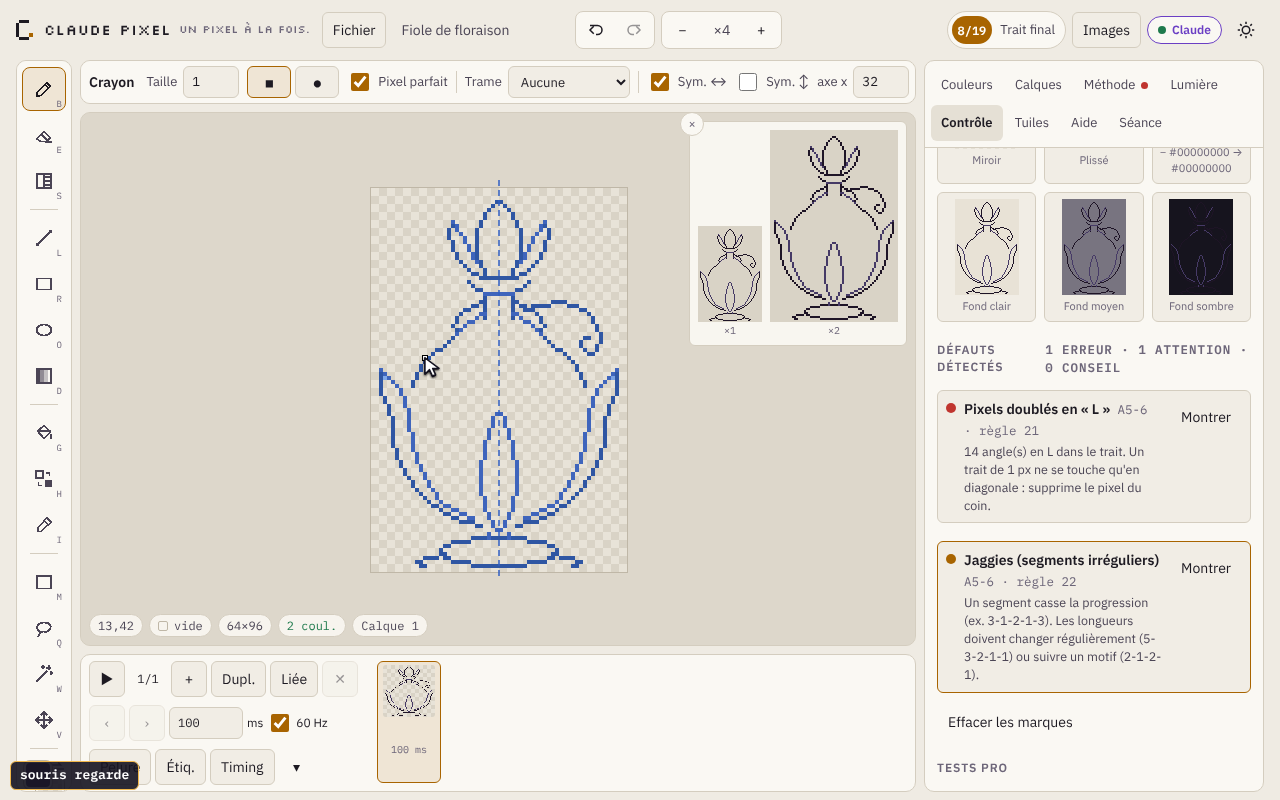 CLAUDE PIXEL UN PIXEL À LA FOIS. Fichier Fiole de floraison − ×4 + 8/19 Trait final Images Claude
Crayon Taille 1 Pixel parfait Trame Aucune Sym. ↔ Sym. ↕ axe x 32
Couleurs Calques Méthode Lumière
Contrôle Tuiles Aide Séance
B
E
S
L
R
O
D
G
H
I
M
Q
W
V
×
×1 ×2
Miroir Plissé − #00000000 →
#00000000
Fond clair Fond moyen Fond sombre
DÉFAUTS DÉTECTÉS
1 ERREUR · 1 ATTENTION · 0 CONSEIL
Pixels doublés en « L » A5-6
· règle 21
Montrer
14 angle(s) en L dans le trait. Un
trait de 1 px ne se touche qu'en
diagonale : supprime le pixel du
coin.
Jaggies (segments irréguliers)
A5-6 · règle 22
Montrer
Un segment casse la progression
(ex. 3-1-2-1-3). Les longueurs
doivent changer régulièrement (5-
3-2-1-1) ou suivre un motif (2-1-2-
1).
Effacer les marques
TESTS PRO
13,42 vide 64×96 2 coul. Calque 1
1/1 + Dupl. Liée ×
‹ › 100 ms 60 Hz
Étiq. Timing ▼
100 ms
souris regarde